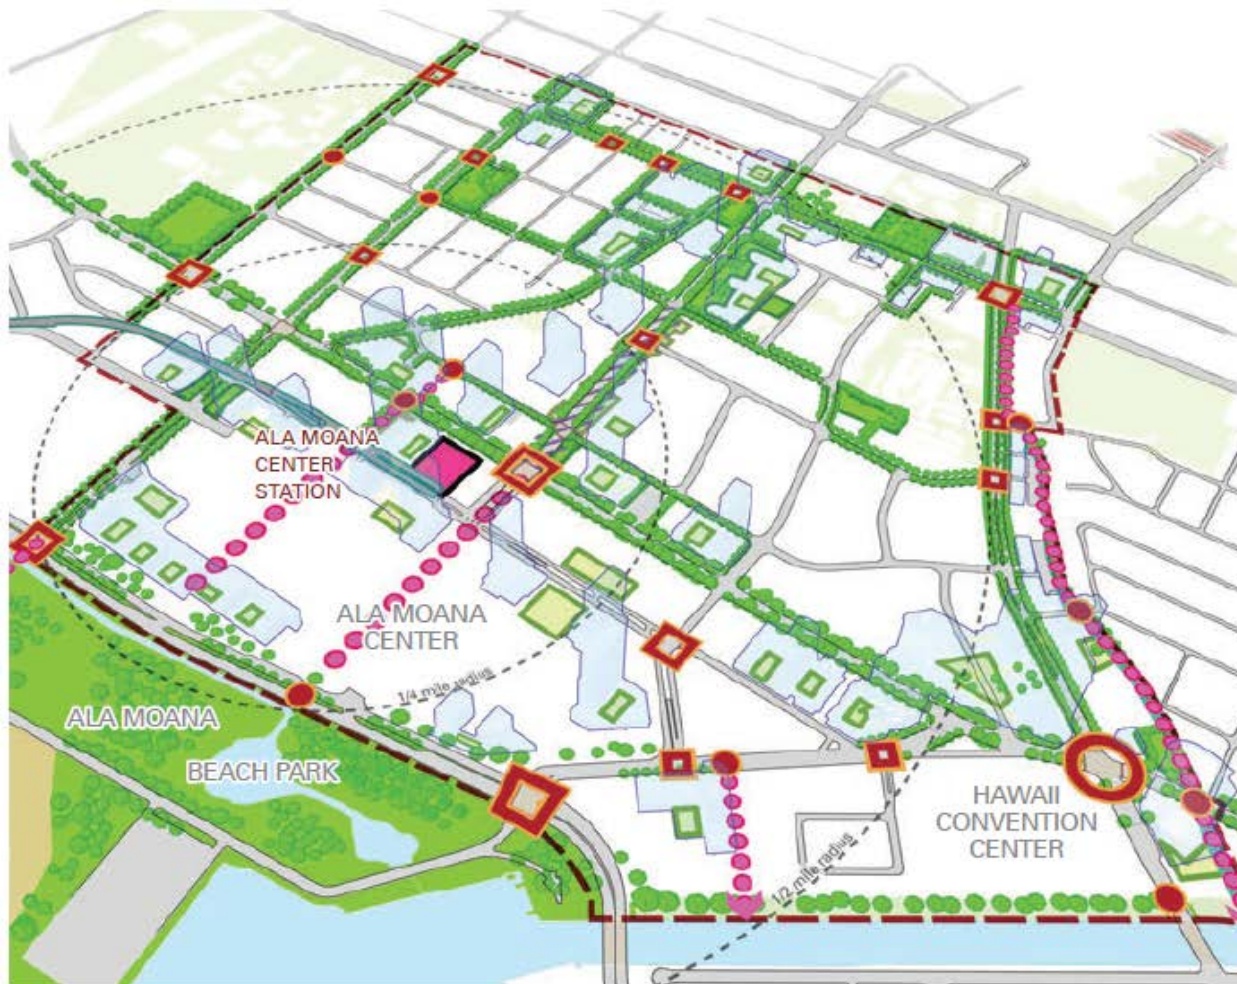 ALA MOANA
CENTER
STATION
ALA MOANA
CENTER
1/4 mile radius
ALA MOANA
BEACH PARK
HAWAII
CONVENTION
CENTER
1/2 mile radius